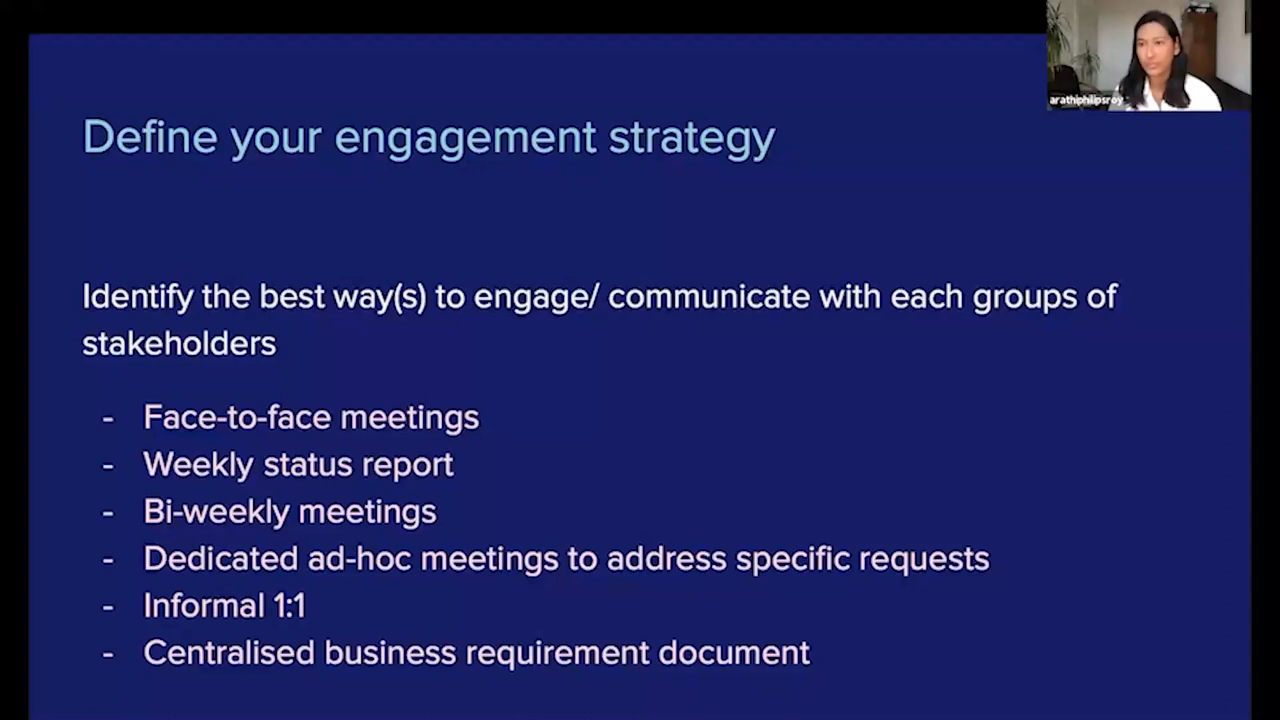 arathiphilipsroy
Define your engagement strategy
Identify the best way(s) to engage/ communicate with each groups of
stakeholders
- Face-to-face meetings
- Weekly status report
- Bi-weekly meetings
- Dedicated ad-hoc meetings to address specific requests
- Informal 1:1
- Centralised business requirement document